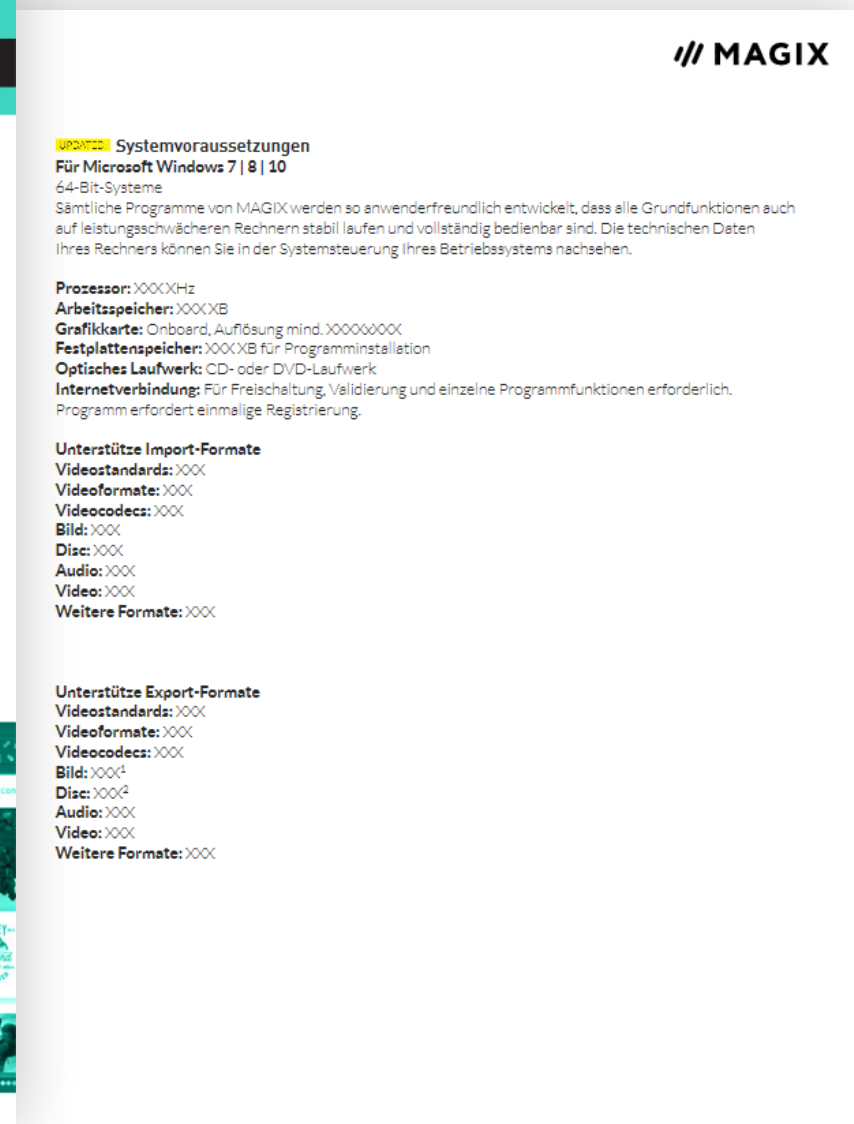 MAGIX
UPDATED Systemvoraussetzungen
Für Microsoft Windows 7 | 8 | 10
64-Bit-Systeme
Sämtliche Programme von MAGIX werden so anwenderfreundlich entwickelt, dass alle Grundfunktionen auch
auf leistungsschwächeren Rechnern stabil laufen und vollständig bedienbar sind. Die technischen Daten
Ihres Rechners können Sie in der Systemsteuerung Ihres Betriebssystems nachsehen.
Prozessor: XXX XHz
Arbeitsspeicher: XXX XB
Grafikkarte: Onboard, Auflösung mind. XXXXxXXX
Festplattenspeicher: XXX XB für Programminstallation
Optisches Laufwerk: CD- oder DVD-Laufwerk
Internetverbindung: Für Freischaltung, Validierung und einzelne Programmfunktionen erforderlich.
Programm erfordert einmalige Registrierung.
Unterstütze Import-Formate
Videostandards: XXX
Videoformate: XXX
Videocodecs: XXX
Bild: XXX
Disc: XXX
Audio: XXX
Video: XXX
Weitere Formate: XXX
Unterstütze Export-Formate
Videostandards: XXX
Videoformate: XXX
Videocodecs: XXX
Bild: XXX¹
Disc: XXX²
Audio: XXX
Video: XXX
Weitere Formate: XXX